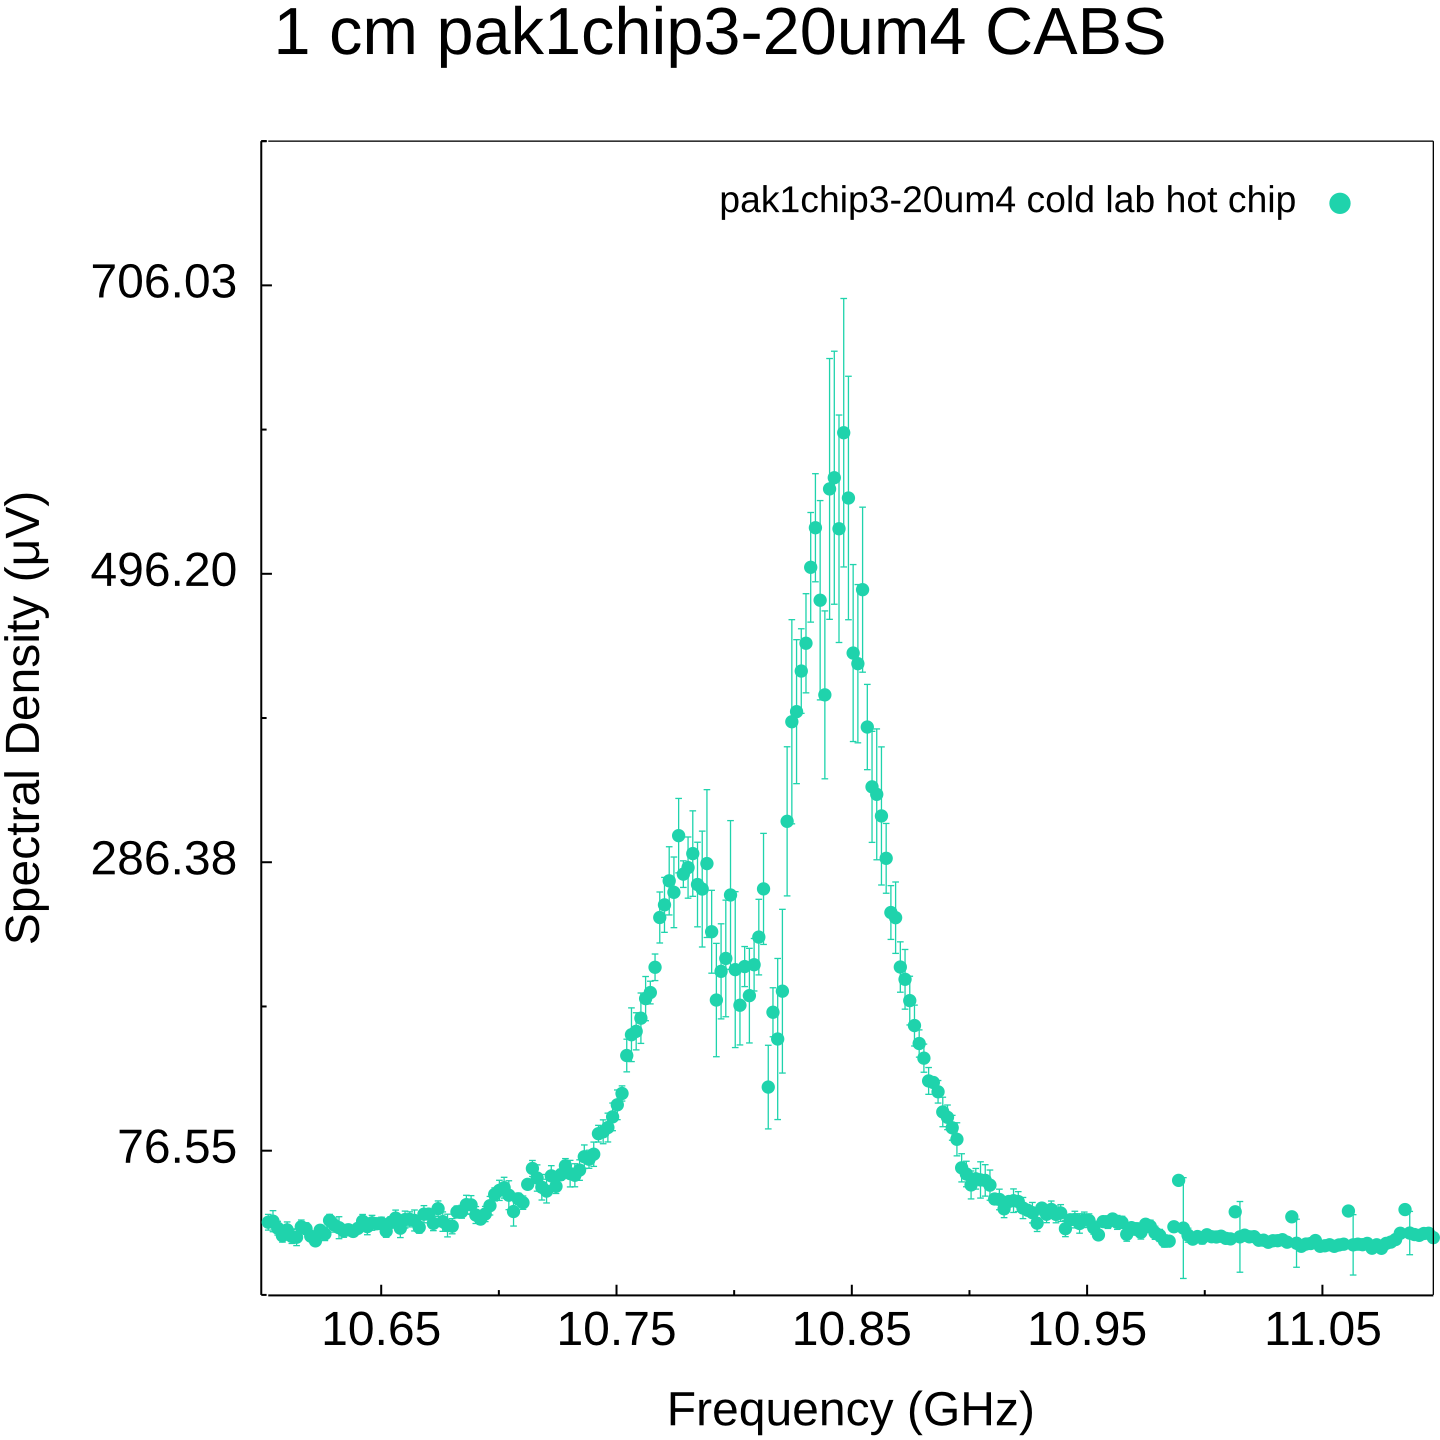 1 cm pak1chip3-20um4 CABS
pak1chip3-20um4 cold lab hot chip
706.03
496.20
286.38
76.55
Spectral Density (μV)
10.65
10.75
10.85
10.95
11.05
Frequency (GHz)